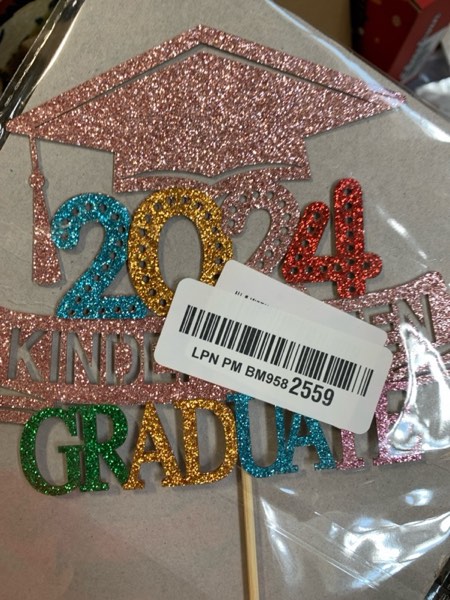 2024
KINDE EN
LPN PM BM958 2559
GRADUATE